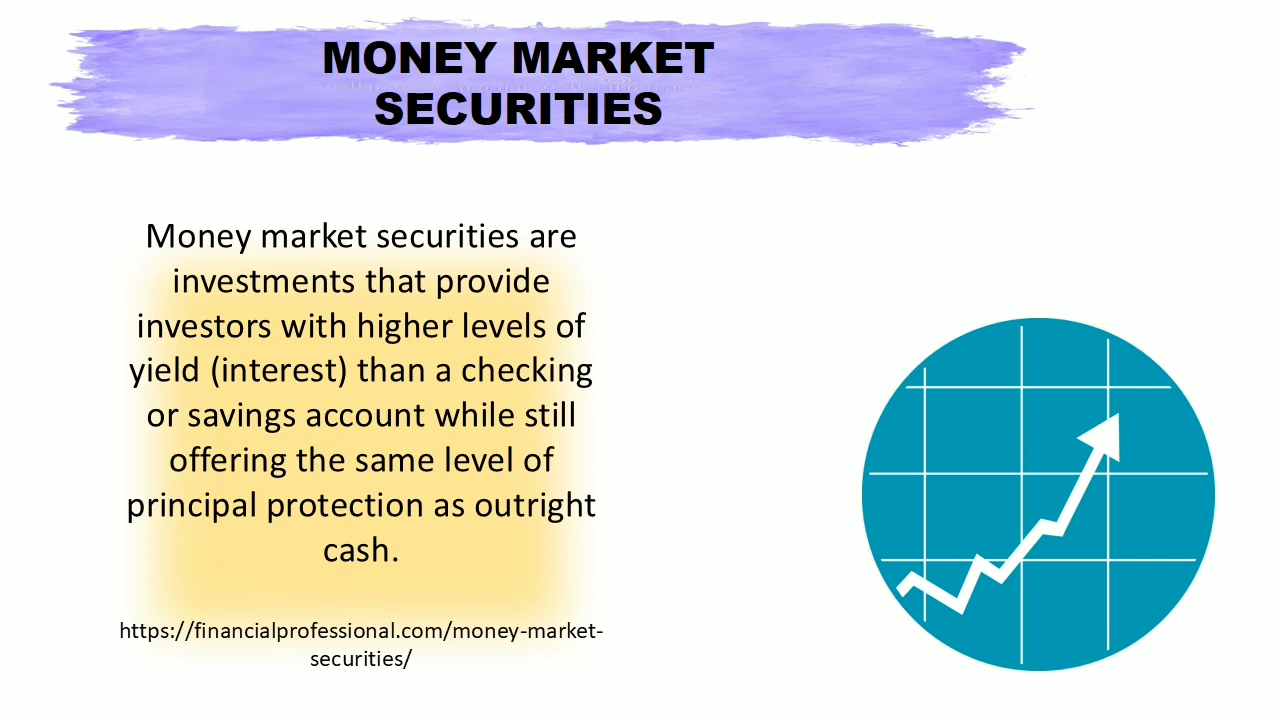 MONEY MARKET
SECURITIES
Money market securities are
investments that provide
investors with higher levels of
yield (interest) than a checking
or savings account while still
offering the same level of
principal protection as outright
cash.
https://financialprofessional.com/money-market-
securities/